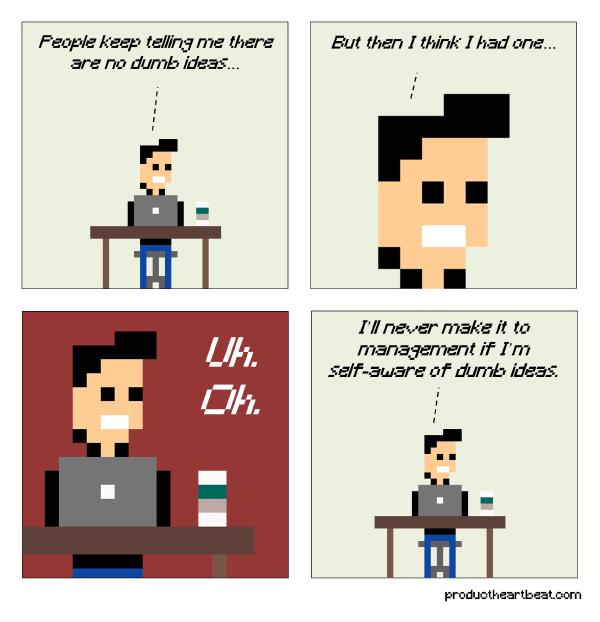 People keep telling me there
are no dumb ideas...
But then I think I had one...
Uh.
Oh.
I'll never make it to
management if I'm
self-aware of dumb ideas.
productheartbeat.com